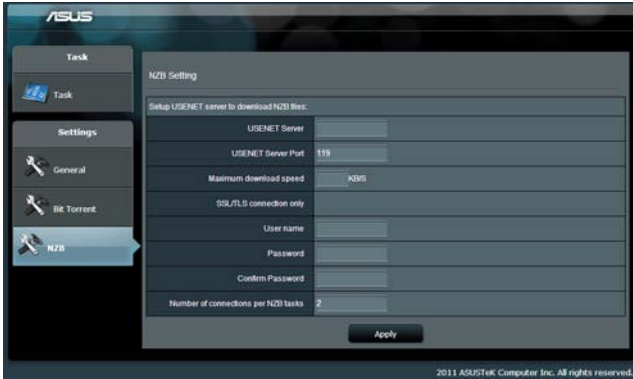 ASUS
Task
Task
Settings
General
Bit Torrent
NZB
NZB Setting
Setup USENET server to download NZB files:
USENET Server
USENET Server Port 119
Maximum download speed KB/S
SSL/TLS connection only
User name
Password
Confirm Password
Number of connections per NZB tasks 2
Apply
2011 ASUSTeK Computer Inc. All rights reserved.